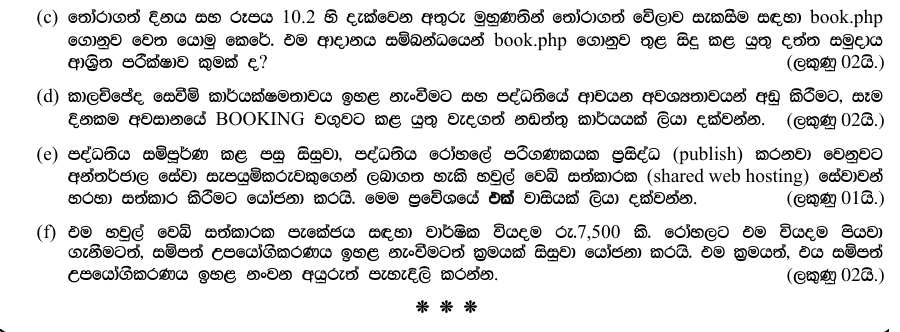 (c) තෝරාගත් දිනය සහ රූපය 10.2 හි දැක්වෙන අතුරු මුහුණතින් තෝරාගත් වේලාව සැකසීම සඳහා book.php
ගොනුව වෙත යොමු කෙරේ. එම ආදානය සම්බන්ධයෙන් book.php ගොනුව තුළ සිදු කළ යුතු දත්ත සමුදාය
ආශ්‍රිත පරීක්ෂාව කුමක් ද? (ලකුණු 02යි.)
(d) කාලච්ඡේද සෙවීම් කාර්යක්ෂමතාවය ඉහළ නැංවීමට සහ පද්ධතියේ ආචයන අවශ්‍යතාවයන් අඩු කිරීමට, සෑම
දිනකම අවසානයේ BOOKING වගුවට කළ යුතු වැදගත් නඩත්තු කාර්යයක් ලියා දක්වන්න. (ලකුණු 02යි.)
(e) පද්ධතිය සම්පූර්ණ කළ පසු සිසුවා, පද්ධතිය රෝහලේ පරිගණකයක ප්‍රසිද්ධ (publish) කරනවා වෙනුවට
අන්තර්ජාල සේවා සැපයුම්කරුවකුගෙන් ලබාගත හැකි හවුල් වෙබ් සත්කාරක (shared web hosting) සේවාවන්
හරහා සත්කාර කිරීමට යෝජනා කරයි. මෙම ප්‍රවේශයේ එක් වාසියක් ලියා දක්වන්න. (ලකුණු 01යි.)
(f) එම හවුල් වෙබ් සත්කාරක පැකේජය සඳහා වාර්ෂික වියදම රු.7,500 කි. රෝහලට එම වියදම පියවා
ගැනීමටත්, සම්පත් උපයෝගීකරණය ඉහළ නැංවීමටත් ක්‍රමයක් සිසුවා යෝජනා කරයි. එම ක්‍රමයත්, එය සම්පත්
උපයෝගීකරණය ඉහළ නංවන අයුරුත් පැහැදිලි කරන්න. (ලකුණු 02යි.)
* * *